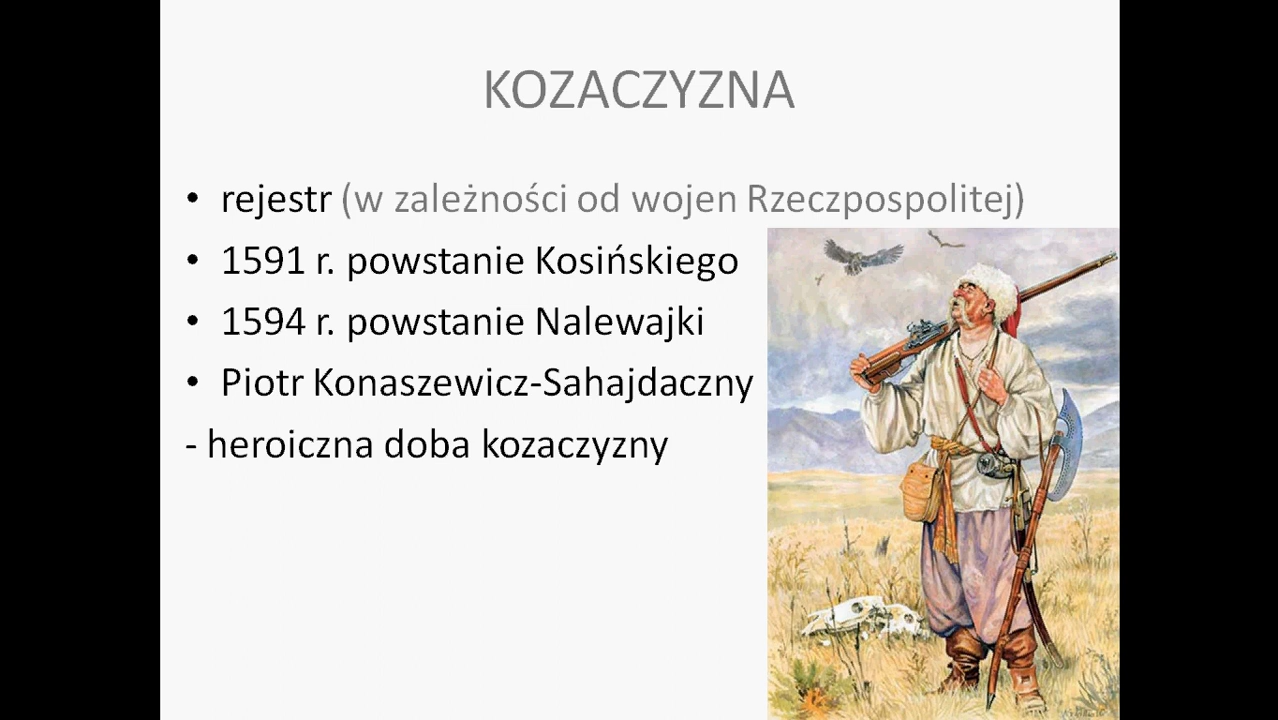 KOZACZYZNA
• rejestr (w zależności od wojen Rzeczpospolitej)
• 1591 r. powstanie Kosińskiego
• 1594 r. powstanie Nalewajki
• Piotr Konaszewicz-Sahajdaczny
- heroiczna doba kozaczyzny